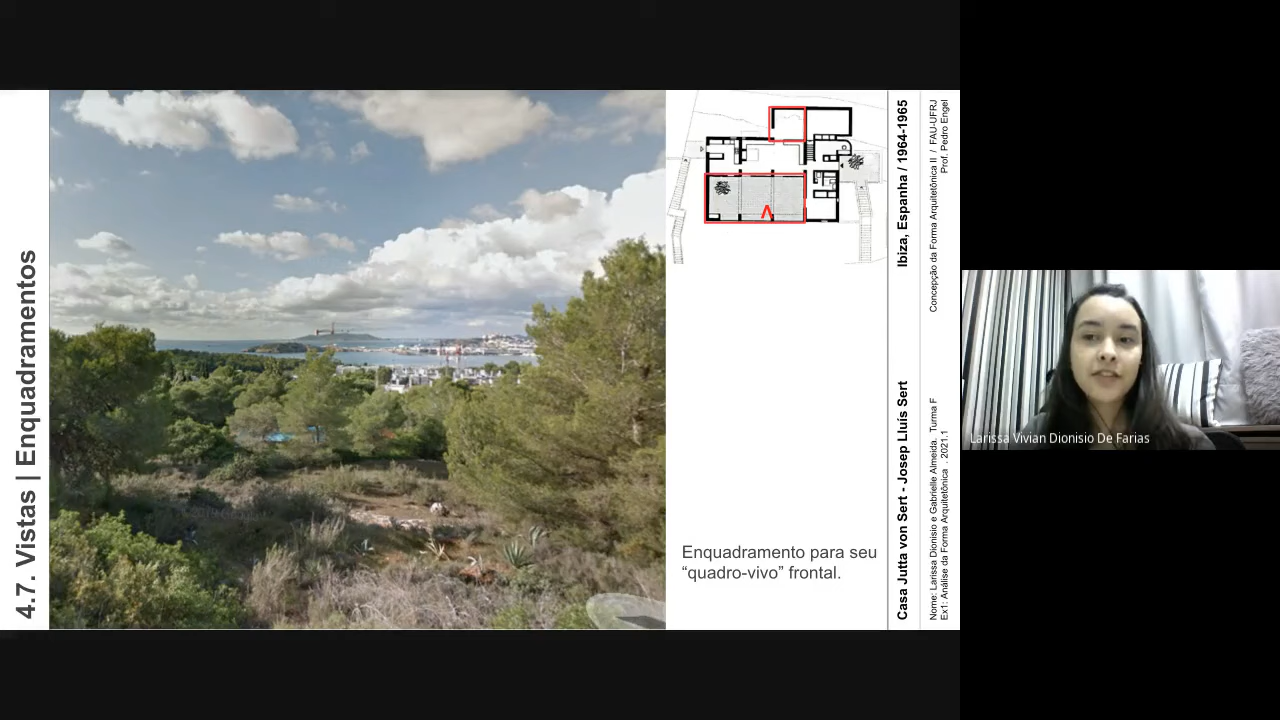 4.7. Vistas | Enquadramentos
Enquadramento para seu
“quadro-vivo” frontal.
Casa Jutta von Sert - Josep Lluís Sert
Ibiza, Espanha / 1964-1965
Nome: Larissa Dionisio e Gabrielle Almeida. Turma F
Ex1: Análise da Forma Arquitetônica . 2021.1
Concepção da Forma Arquitetônica II / FAU-UFRJ
Prof. Pedro Engel
Larissa Vivian Dionisio De Farias